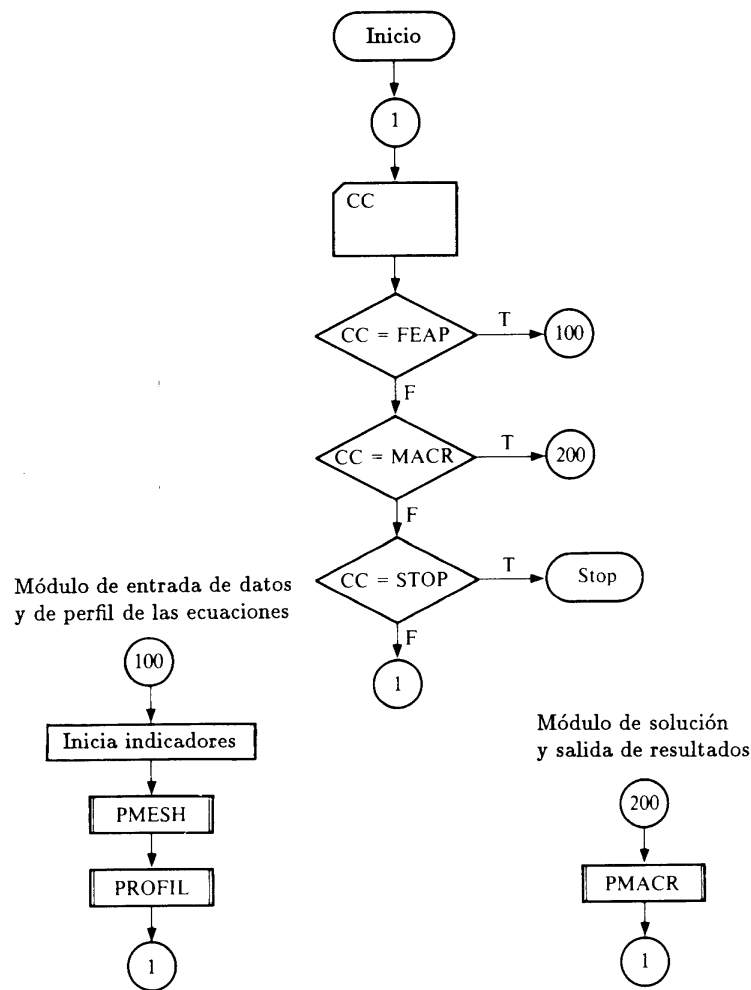 Inicio
1
CC
CC = FEAP
T
100
F
CC = MACR
T
200
F
CC = STOP
T
Stop
F
1
Módulo de entrada de datos
y de perfil de las ecuaciones
100
Inicia indicadores
PMESH
PROFIL
1
Módulo de solución
y salida de resultados
200
PMACR
1